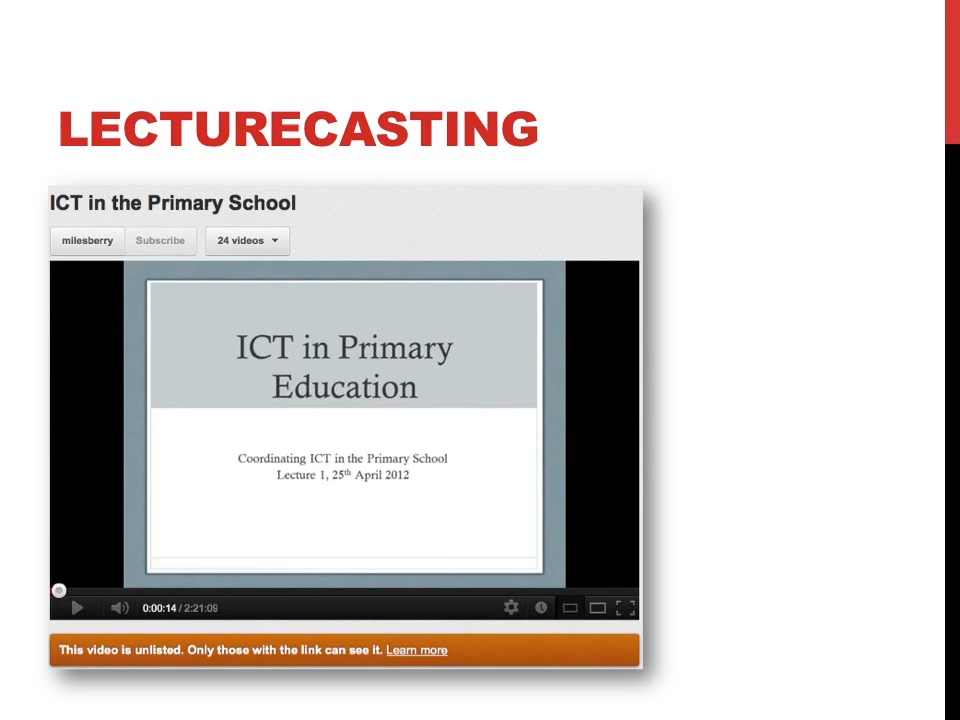 LECTURECASTING
ICT in the Primary School
milesberry Subscribe 24 videos
ICT in Primary
Education
Coordinating ICT in the Primary School
Lecture 1, 25th April 2012
0:00:14 / 2:21:09
This video is unlisted. Only those with the link can see it. Learn more